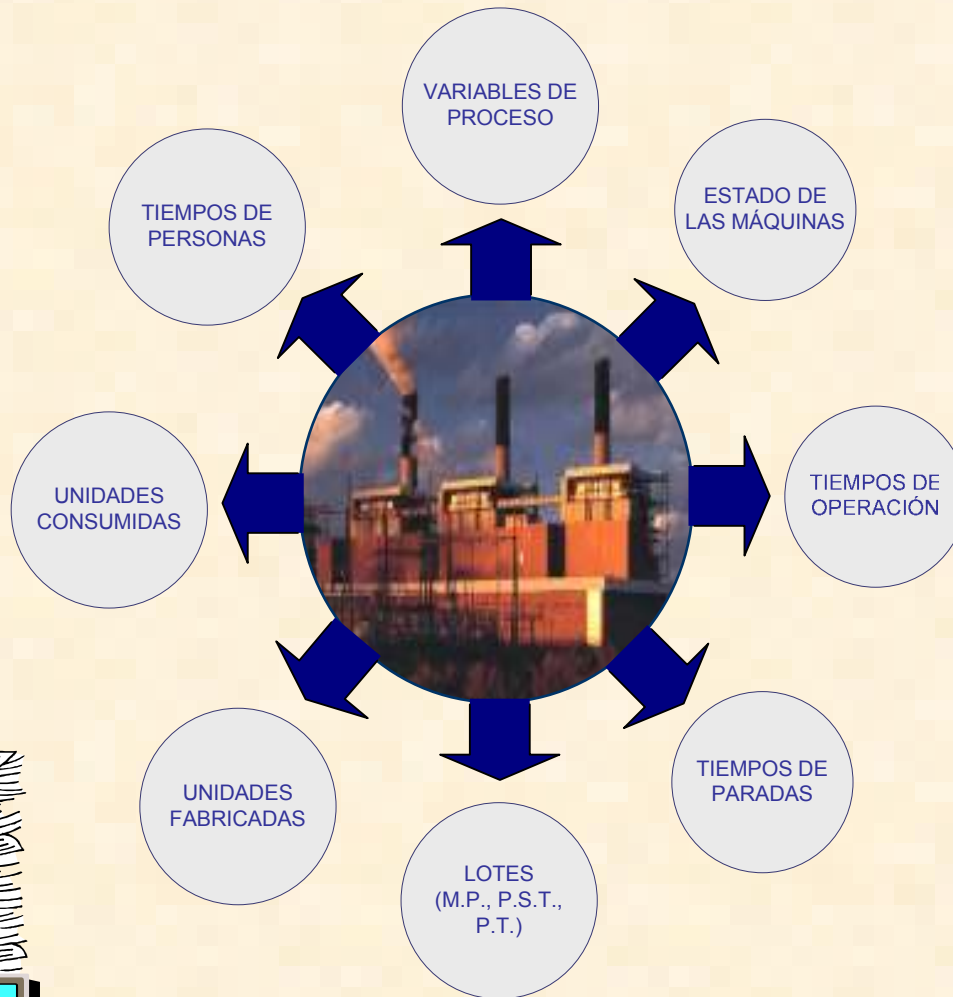 VARIABLES DE
PROCESO
ESTADO DE
LAS MÁQUINAS
TIEMPOS DE
PERSONAS
TIEMPOS DE
OPERACIÓN
UNIDADES
CONSUMIDAS
TIEMPOS DE
PARADAS
UNIDADES
FABRICADAS
LOTES
(M.P., P.S.T.,
P.T.)